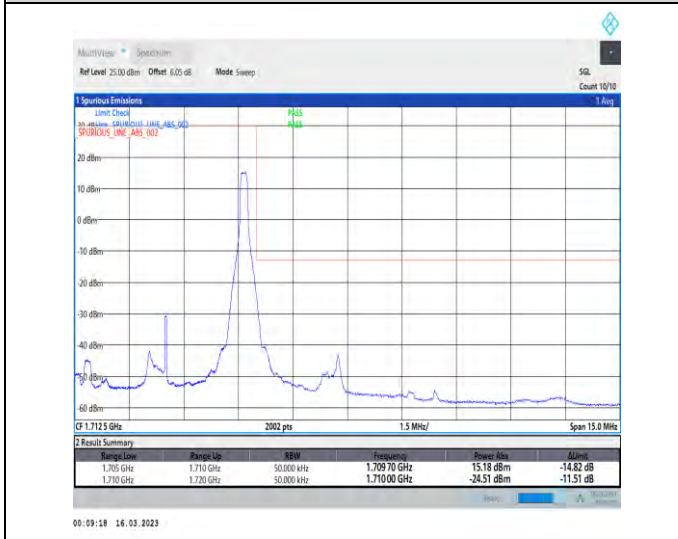 MultiView Spectrum
Ref Level 25.00 dBm Offset 6.05 dB Mode Sweep SGL
Count 10/10
1 Spurious Emissions 1 Avg
Limit Check PASS
Line SPURIOUS_LINE_ABS_002 PASS
SPURIOUS_LINE_ABS_002
20 dBm
10 dBm
0 dBm
-10 dBm
-20 dBm
-30 dBm
-40 dBm
-50 dBm
-60 dBm
CF 1.712 5 GHz 2002 pts 1.5 MHz/ Span 15.0 MHz
2 Result Summary
Range Low Range Up RBW Frequency Power Abs ΔLimit
1.705 GHz 1.710 GHz 50.000 kHz 1.709 70 GHz 15.18 dBm -14.82 dB
1.710 GHz 1.720 GHz 50.000 kHz 1.710 00 GHz -24.51 dBm -11.51 dB
Ready
00:09:18 16.03.2023